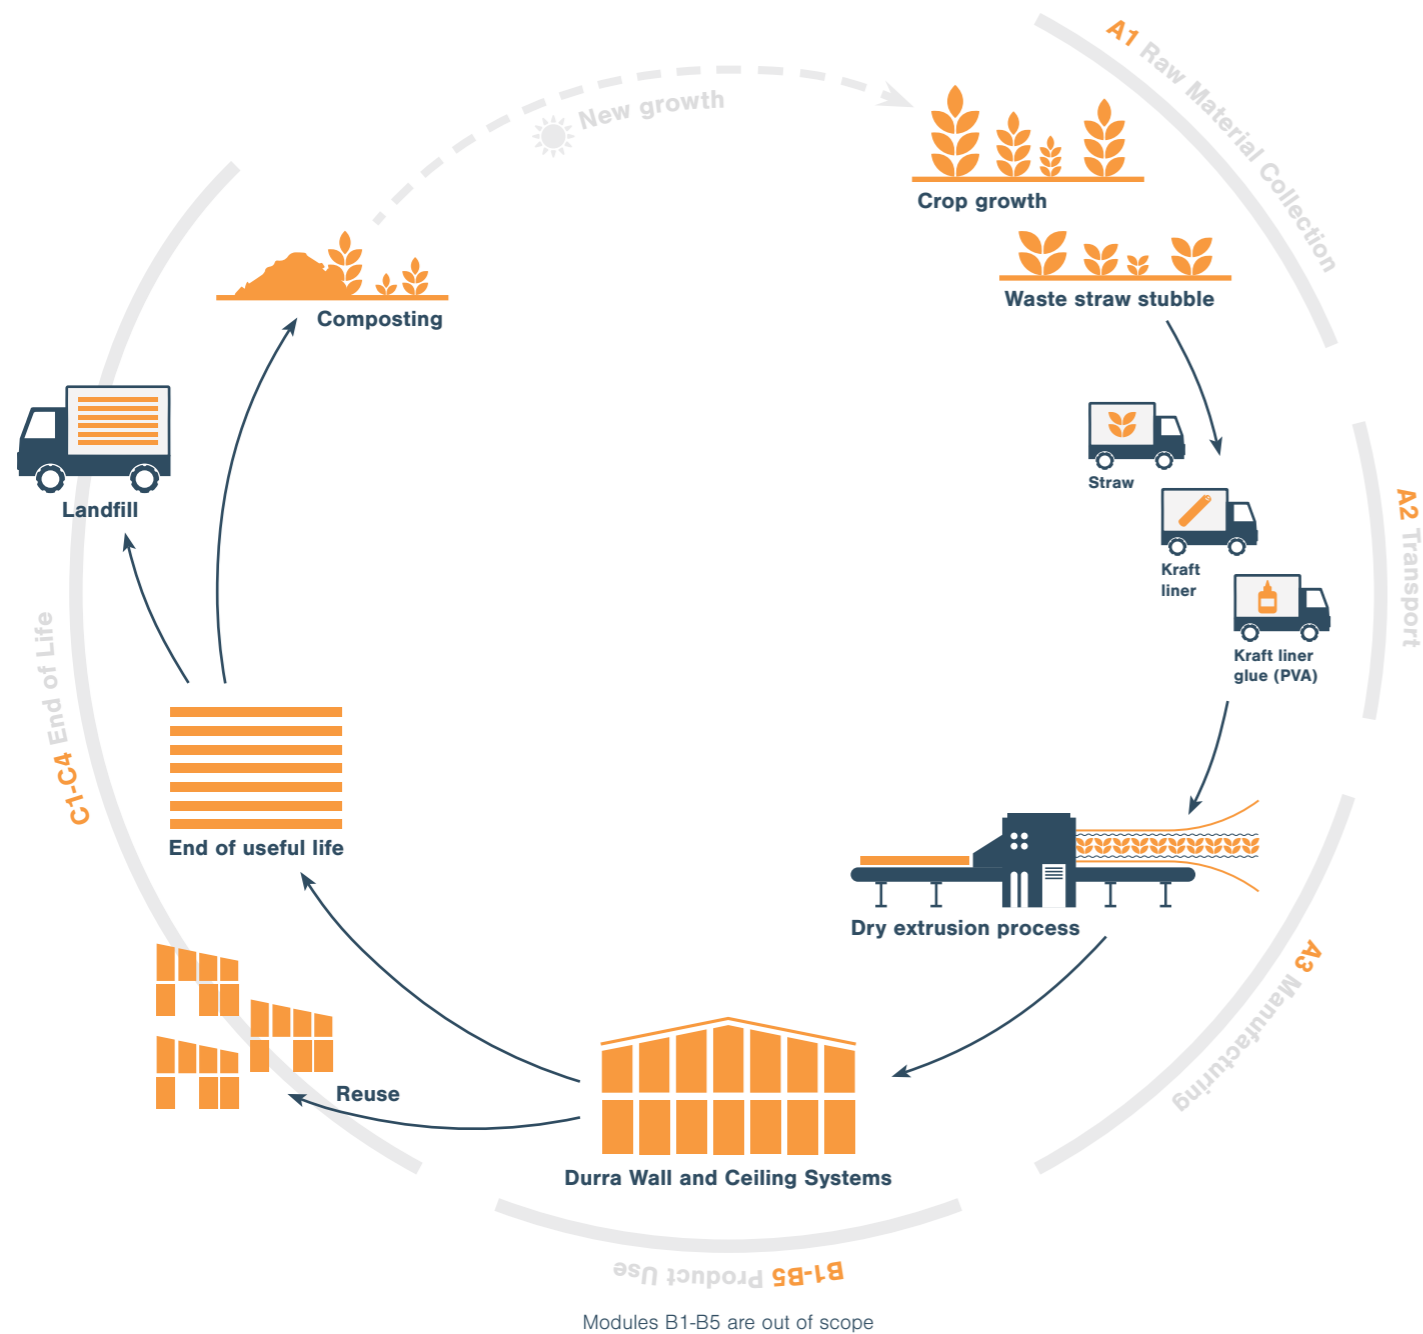 A1 Raw Material Collection
New growth
Crop growth
Waste straw stubble
Composting
Straw
Kraft
liner
Kraft liner
glue (PVA)
A2 Transport
Landfill
C1-C4 End of Life
End of useful life
Dry extrusion process
A3 Manufacturing
Reuse
Durra Wall and Ceiling Systems
B1-B5 Product Use
Modules B1-B5 are out of scope